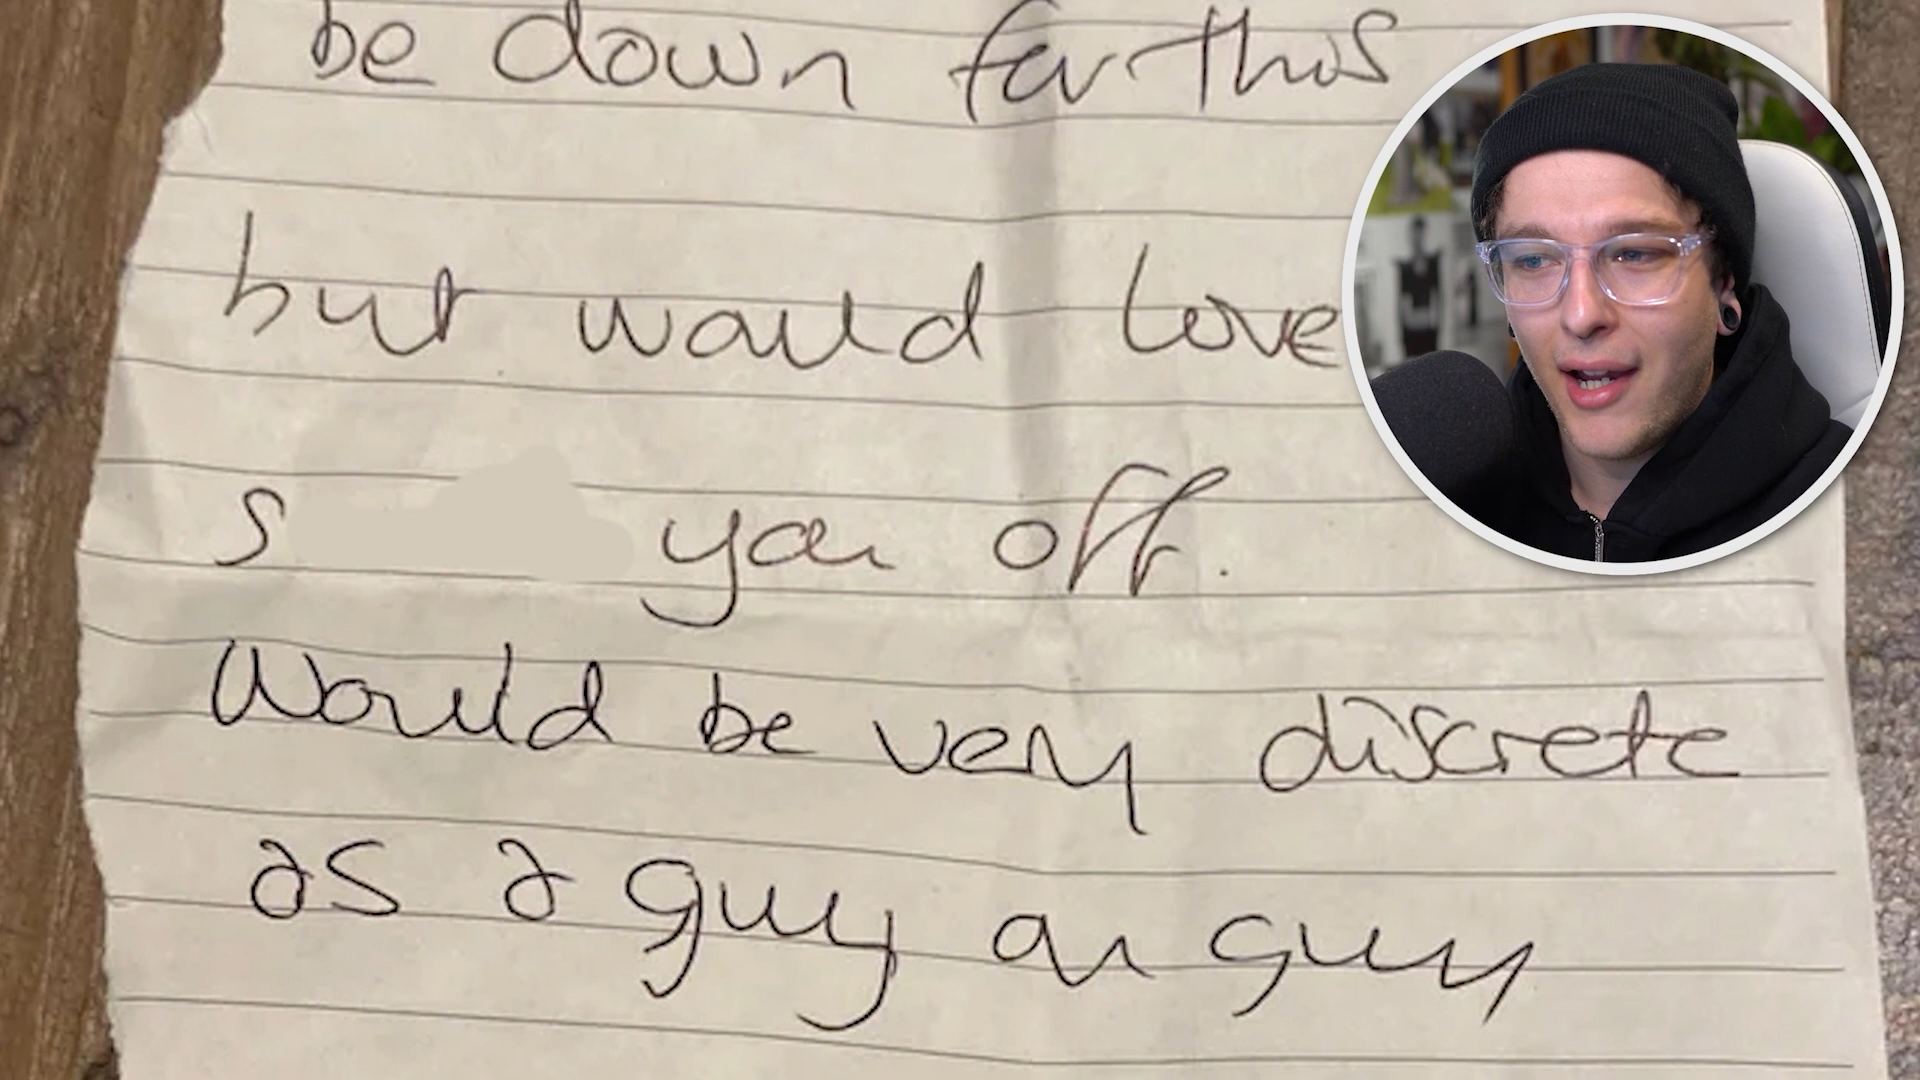 be down for this
but would love
s you off.
Would be very discrete
as a guy on guy